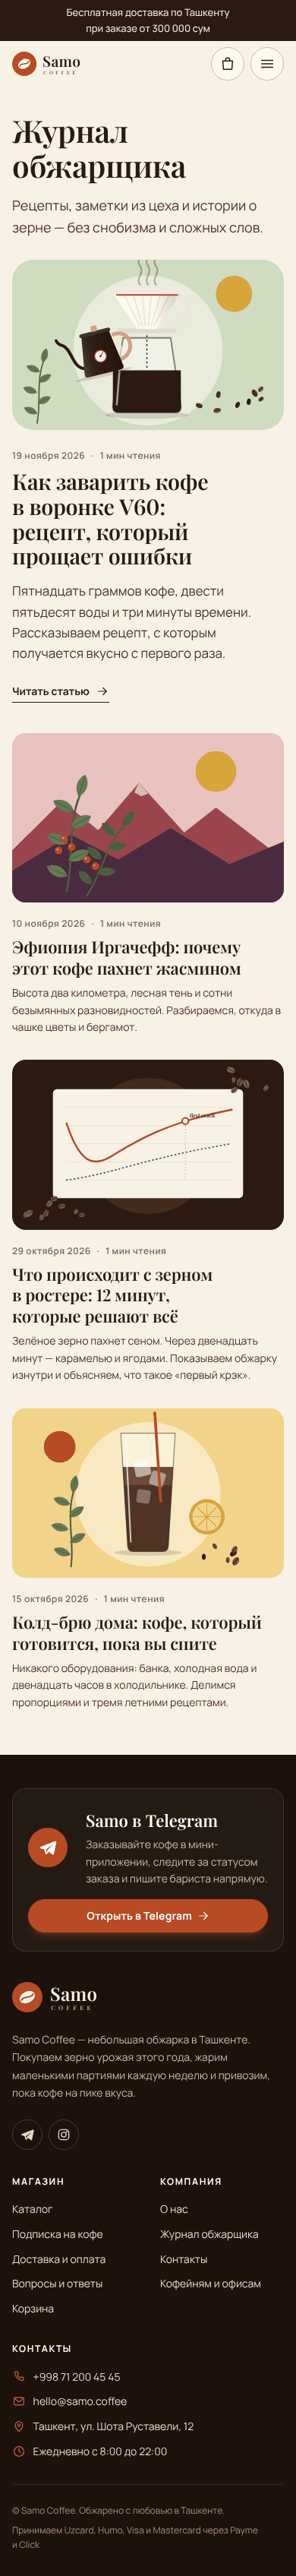 Бесплатная доставка по Ташкенту
при заказе от 300 000 сум
Samo
COFFEE
Журнал
обжарщика
Рецепты, заметки из цеха и истории о
зерне — без снобизма и сложных слов.
19 ноября 2026 · 1 мин чтения
Как заварить кофе
в воронке V60:
рецепт, который
прощает ошибки
Пятнадцать граммов кофе, двести
пятьдесят воды и три минуты времени.
Рассказываем рецепт, с которым
получается вкусно с первого раза.
Читать статью →
10 ноября 2026 · 1 мин чтения
Эфиопия Иргачефф: почему
этот кофе пахнет жасмином
Высота два километра, лесная тень и сотни
безымянных разновидностей. Разбираемся, откуда в
чашке цветы и бергамот.
29 октября 2026 · 1 мин чтения
Что происходит с зерном
в ростере: 12 минут,
которые решают всё
Зелёное зерно пахнет сеном. Через двенадцать
минут — карамелью и ягодами. Показываем обжарку
изнутри и объясняем, что такое «первый крэк».
15 октября 2026 · 1 мин чтения
Колд-брю дома: кофе, который
готовится, пока вы спите
Никакого оборудования: банка, холодная вода и
двенадцать часов в холодильнике. Делимся
пропорциями и тремя летними рецептами.
Samo в Telegram
Заказывайте кофе в мини-
приложении, следите за статусом
заказа и пишите бариста напрямую.
Открыть в Telegram →
Samo
COFFEE
Samo Coffee — небольшая обжарка в Ташкенте.
Покупаем зерно урожая этого года, жарим
маленькими партиями каждую неделю и привозим,
пока кофе на пике вкуса.
МАГАЗИН
Каталог
Подписка на кофе
Доставка и оплата
Вопросы и ответы
Корзина
КОМПАНИЯ
О нас
Журнал обжарщика
Контакты
Кофейням и офисам
КОНТАКТЫ
+998 71 200 45 45
hello@samo.coffee
Ташкент, ул. Шота Руставели, 12
Ежедневно с 8:00 до 22:00
© Samo Coffee. Обжарено с любовью в Ташкенте.
Принимаем Uzcard, Humo, Visa и Mastercard через Payme
и Click